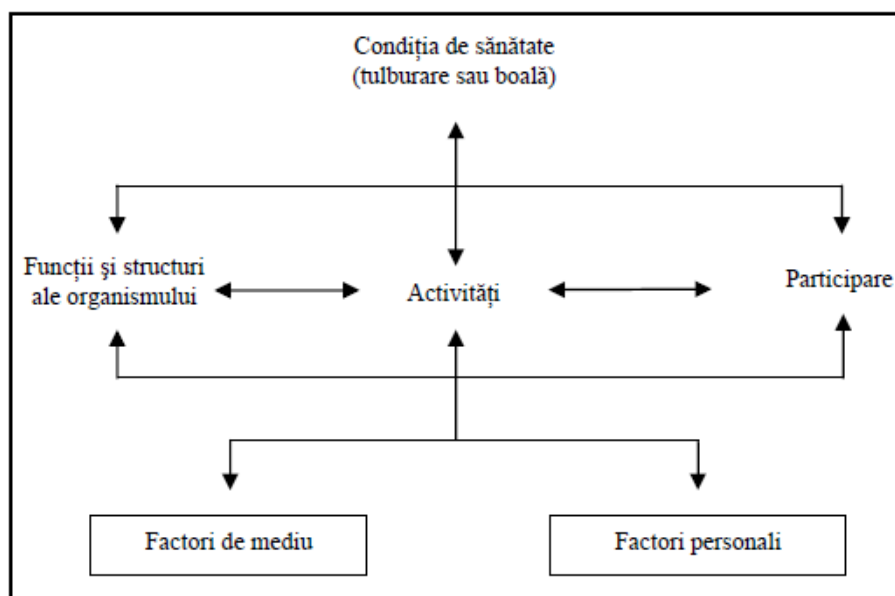 Condiția de sănătate
(tulburare sau boală)
Funcții şi structuri
ale organismului
Activități
Participare
Factori de mediu
Factori personali